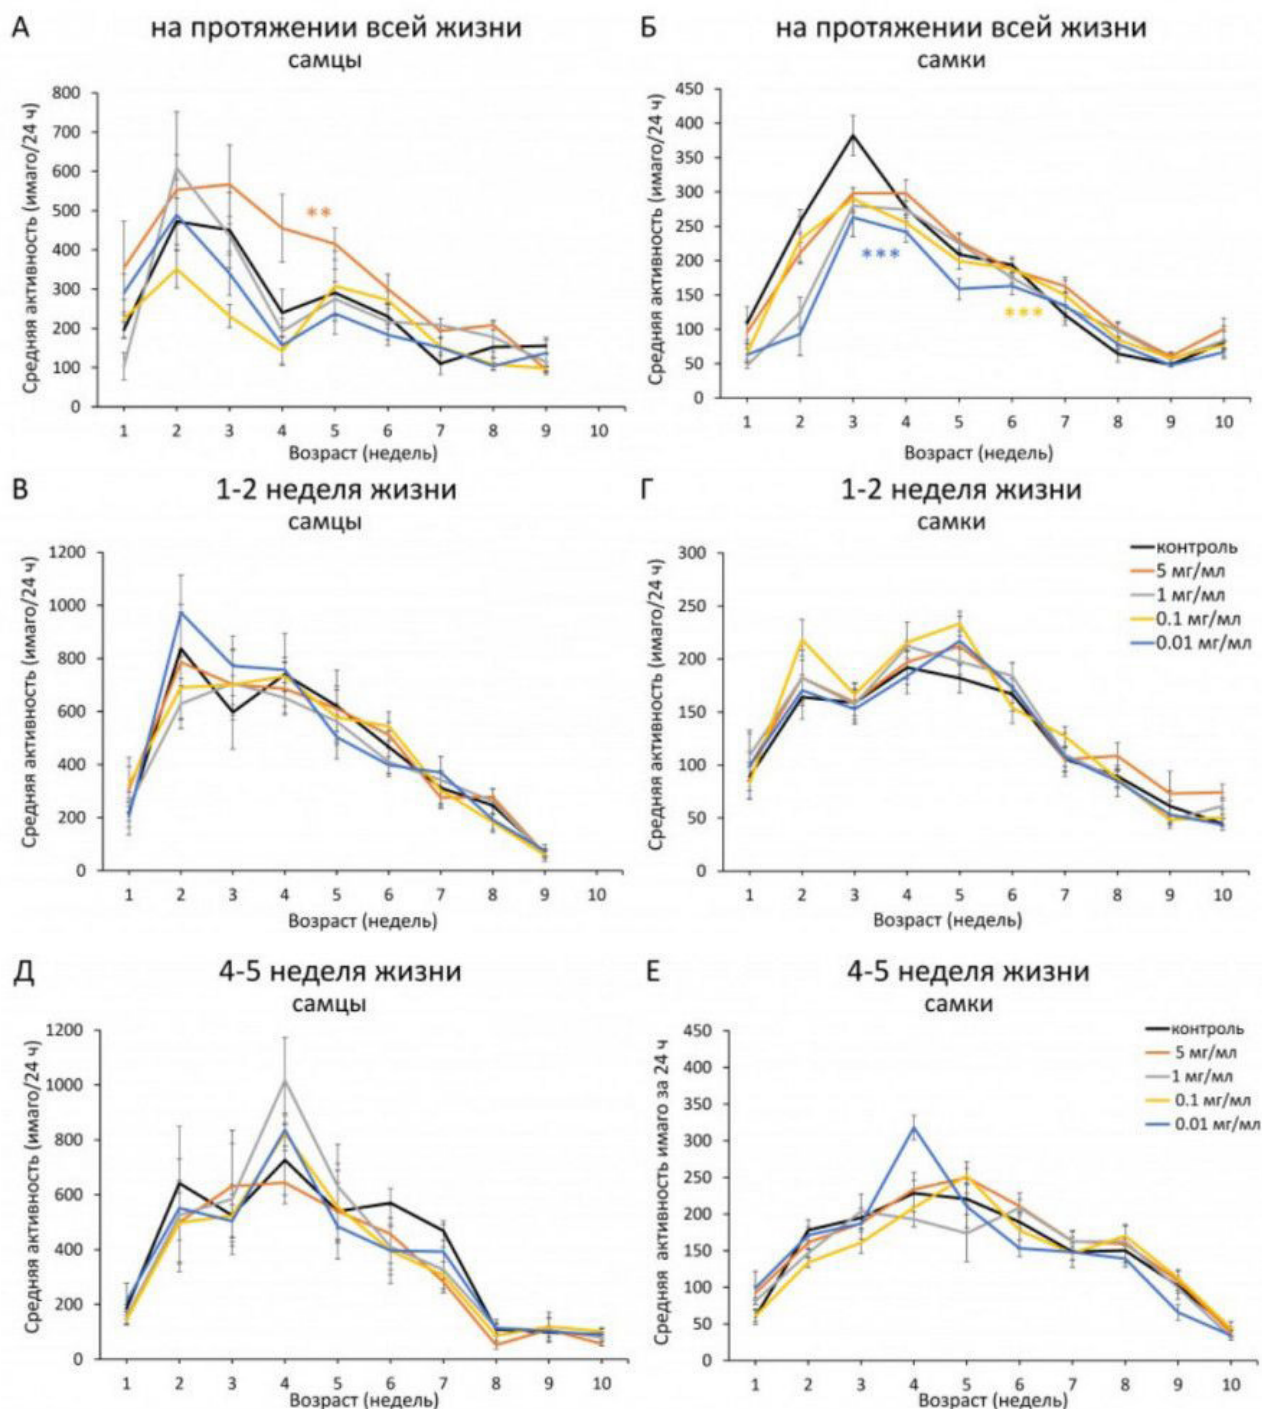 А
на протяжении всей жизни
самцы
Средняя активность (имаго/24 ч)
800
700
600
500
400
300
200
100
0
**
1 2 3 4 5 6 7 8 9 10
Возраст (недель)
Б
на протяжении всей жизни
самки
Средняя активность (имаго/24 ч)
450
400
350
300
250
200
150
100
50
0
***
***
1 2 3 4 5 6 7 8 9 10
Возраст (недель)
В
1-2 неделя жизни
самцы
Средняя активность (имаго/24 ч)
1200
1000
800
600
400
200
0
1 2 3 4 5 6 7 8 9 10
Возраст (недель)
Г
1-2 неделя жизни
самки
Средняя активность (имаго/24 ч)
300
250
200
150
100
50
0
контроль
5 мг/мл
1 мг/мл
0.1 мг/мл
0.01 мг/мл
1 2 3 4 5 6 7 8 9 10
Возраст (недель)
Д
4-5 неделя жизни
самцы
Средняя активность (имаго/24 ч)
1200
1000
800
600
400
200
0
1 2 3 4 5 6 7 8 9 10
Возраст (недель)
Е
4-5 неделя жизни
самки
Средняя активность имаго за 24 ч
450
400
350
300
250
200
150
100
50
0
контроль
5 мг/мл
1 мг/мл
0.1 мг/мл
0.01 мг/мл
1 2 3 4 5 6 7 8 9 10
Возраст (недель)